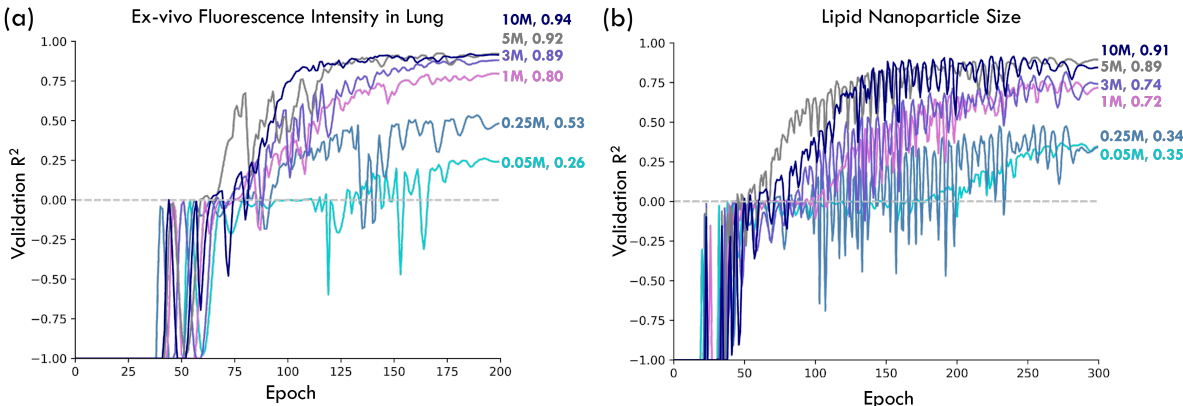 (a)
Ex-vivo Fluorescence Intensity in Lung
10M, 0.94
5M, 0.92
3M, 0.89
1M, 0.80
0.25M, 0.53
0.05M, 0.26
1.00
0.75
0.50
0.25
0.00
−0.25
−0.50
−0.75
−1.00
Validation R²
0 25 50 75 100 125 150 175 200
Epoch
(b)
Lipid Nanoparticle Size
10M, 0.91
5M, 0.89
3M, 0.74
1M, 0.72
0.25M, 0.34
0.05M, 0.35
1.00
0.75
0.50
0.25
0.00
−0.25
−0.50
−0.75
−1.00
Validation R²
0 50 100 150 200 250 300
Epoch